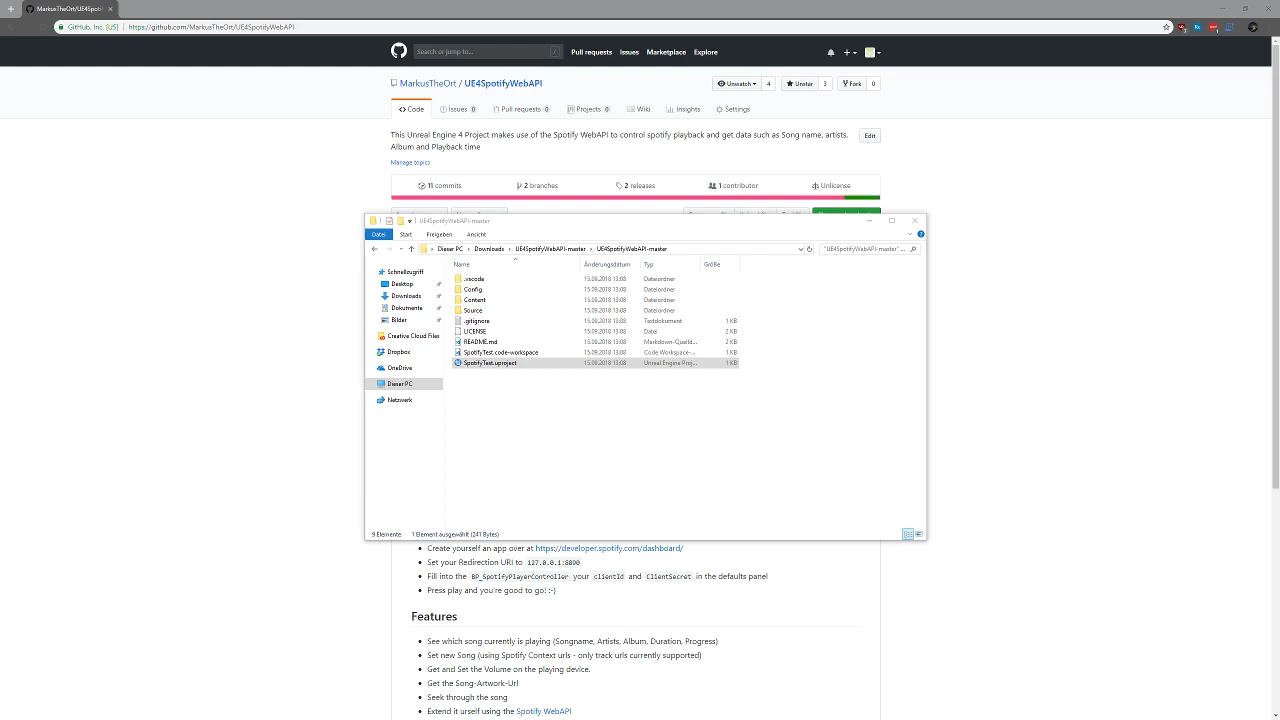 MarkusTheOrt/UE4Spotif
GitHub, Inc. [US] | https://github.com/MarkusTheOrt/UE4SpotifyWebAPI
Search or jump to... /
Pull requests Issues Marketplace Explore
MarkusTheOrt / UE4SpotifyWebAPI
Unwatch 4 Unstar 3 Fork 0
Code Issues 0 Pull requests 0 Projects 0 Wiki Insights Settings
This Unreal Engine 4 Project makes use of the Spotify WebAPI to control spotify playback and get data such as Song name, artists,
Album and Playback time
Edit
Manage topics
11 commits 2 branches 2 releases 1 contributor Unlicense
UE4SpotifyWebAPI-master
Datei Start Freigeben Ansicht
Dieser PC Downloads UE4SpotifyWebAPI-master UE4SpotifyWebAPI-master
"UE4SpotifyWebAPI-master" ...
Name Änderungsdatum Typ Größe
Schnellzugriff
Desktop
Downloads
Dokumente
Bilder
Creative Cloud Files
Dropbox
OneDrive
Dieser PC
Netzwerk
.vscode 15.09.2018 13:08 Dateiordner
Config 15.09.2018 13:08 Dateiordner
Content 15.09.2018 13:08 Dateiordner
Source 15.09.2018 13:08 Dateiordner
.gitignore 15.09.2018 13:08 Textdokument 1 KB
LICENSE 15.09.2018 13:08 Datei 2 KB
README.md 15.09.2018 13:08 Markdown-Quelld... 2 KB
SpotifyTest.code-workspace 15.09.2018 13:08 Code Workspace-... 1 KB
SpotifyTest.uproject 15.09.2018 13:08 Unreal Engine Proj... 1 KB
9 Elemente 1 Element ausgewählt (241 Bytes)
Create yourself an app over at https://developer.spotify.com/dashboard/
Set your Redirection URI to 127.0.0.1:8890
Fill into the BP_SpotifyPlayerController your clientId and ClientSecret in the defaults panel
Press play and you're good to go! :-)
Features
See which song currently is playing (Songname, Artists, Album, Duration, Progress)
Set new Song (using Spotify Context urls - only track urls currently supported)
Get and Set the Volume on the playing device.
Get the Song-Artwork-Url
Seek through the song
Extend it urself using the Spotify WebAPI